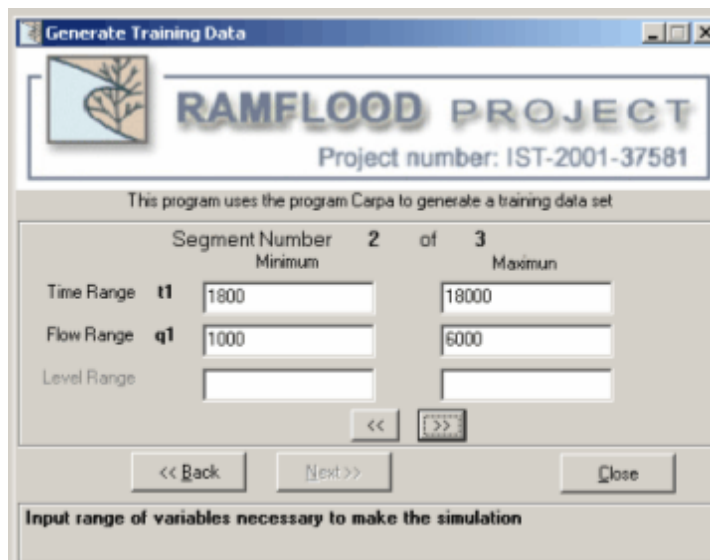 Generate Training Data
RAMFLOOD PROJECT
Project number: IST-2001-37581
This program uses the program Carpa to generate a training data set
Segment Number 2 of 3
Minimum Maximun
Time Range t1 1800 18000
Flow Range q1 1000 6000
Level Range
<< >>
<< Back Next >> Close
Input range of variables necessary to make the simulation